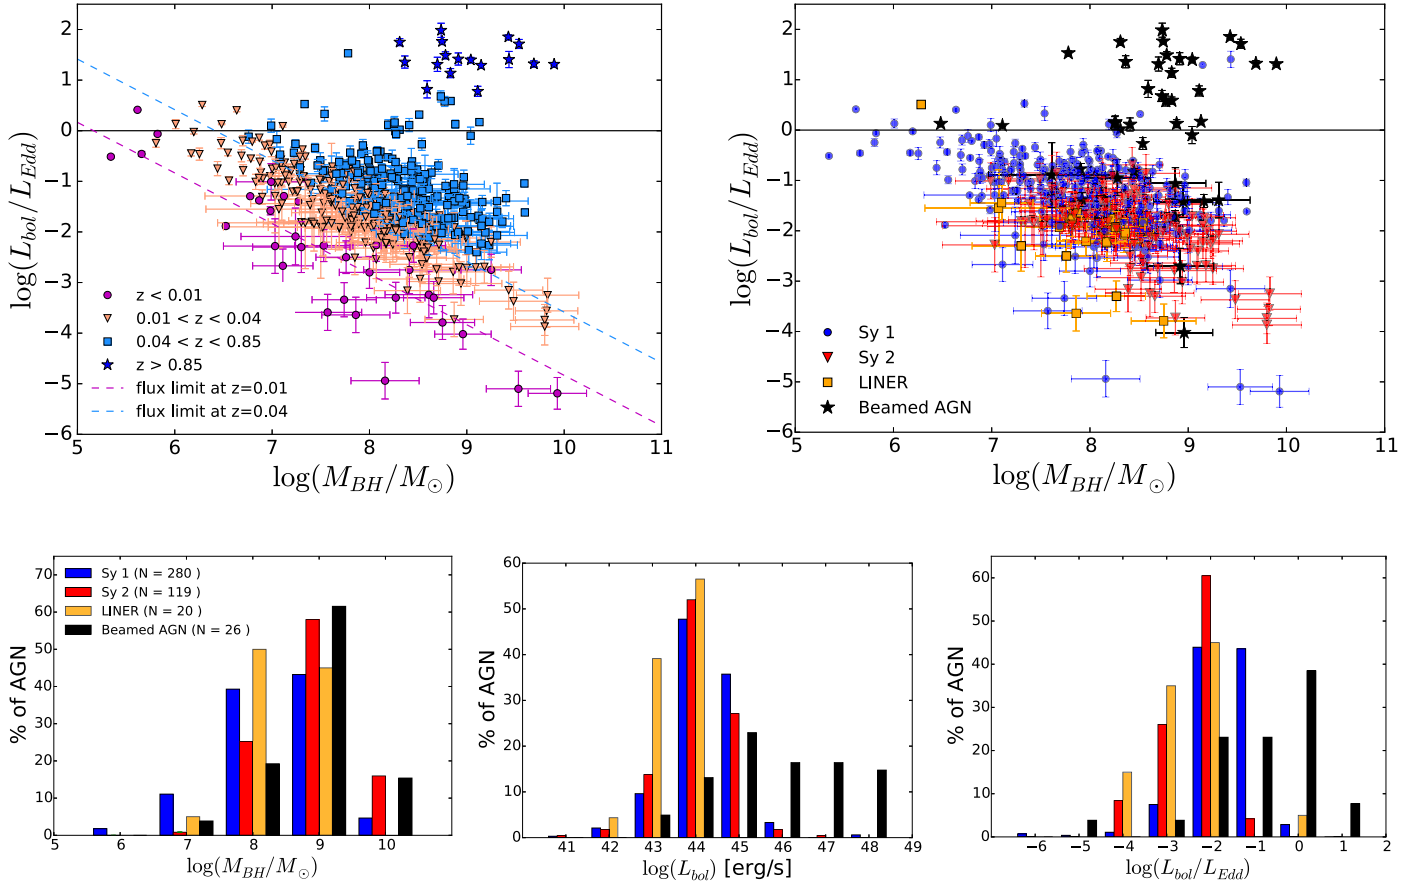 2
1
0
−1
−2
−3
−4
−5
−6
log(L_bol/L_Edd)
z < 0.01
0.01 < z < 0.04
0.04 < z < 0.85
z > 0.85
flux limit at z=0.01
flux limit at z=0.04
5 6 7 8 9 10 11
log(M_BH/M_⊙)
2
1
0
−1
−2
−3
−4
−5
−6
log(L_bol/L_Edd)
Sy 1
Sy 2
LINER
Beamed AGN
5 6 7 8 9 10 11
log(M_BH/M_⊙)
70
60
50
40
30
20
10
0
% of AGN
Sy 1 (N = 280 )
Sy 2 (N = 119 )
LINER (N = 20 )
Beamed AGN (N = 26 )
6 7 8 9 10
log(M_BH/M_⊙)
60
50
40
30
20
10
0
% of AGN
41 42 43 44 45 46 47 48 49
log(L_bol) [erg/s]
60
50
40
30
20
10
0
% of AGN
−6 −5 −4 −3 −2 −1 0 1 2
log(L_bol/L_Edd)